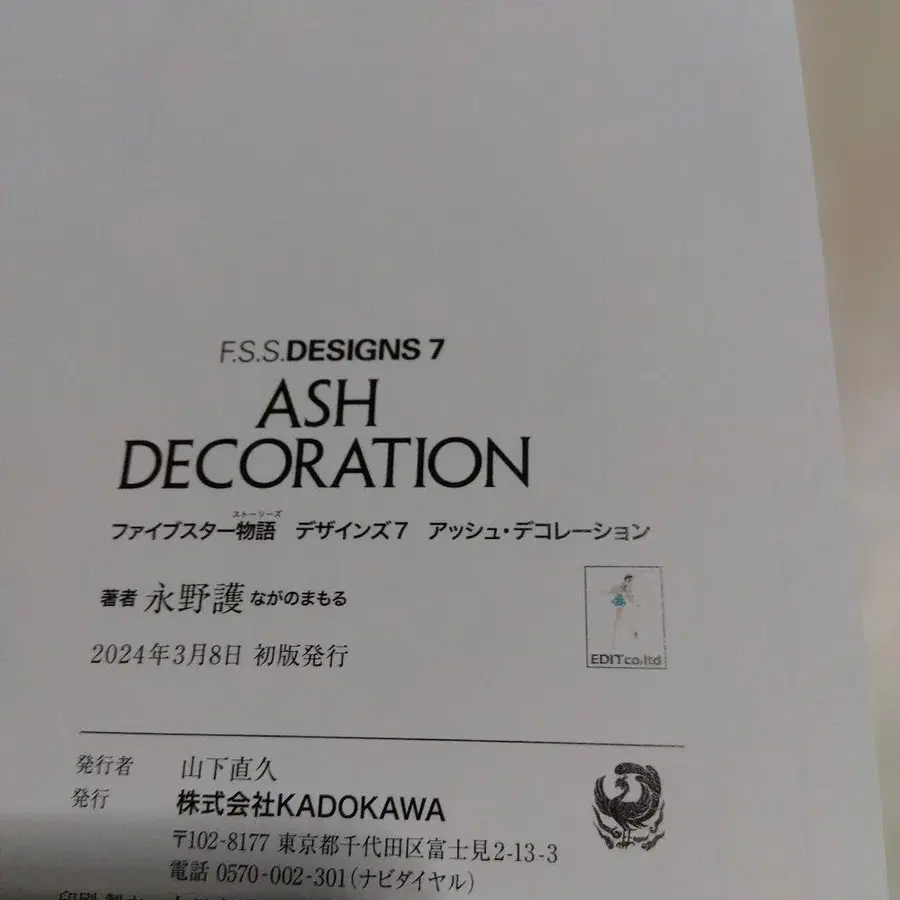 F.S.S.DESIGNS 7
ASH
DECORATION
ストーリーズ
ファイブスター物語 デザインズ7 アッシュ・デコレーション
著者 永野護 ながのまもる
2024年3月8日 初版発行
EDITco,ltd
発行者 山下直久
発行 株式会社KADOKAWA
〒102-8177 東京都千代田区富士見2-13-3
電話 0570-002-301(ナビダイヤル)